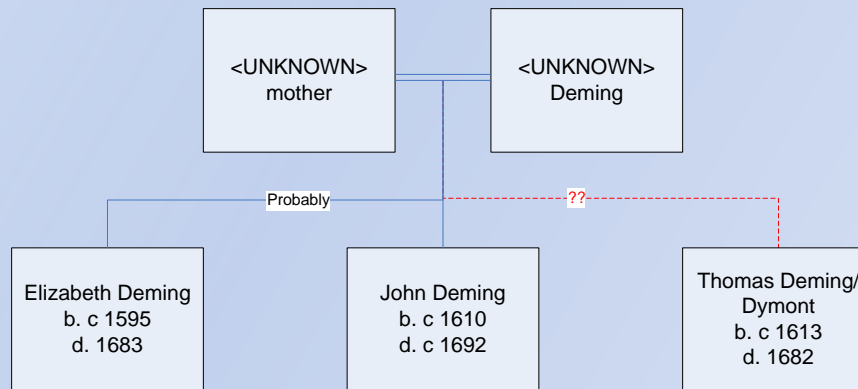 <UNKNOWN>
mother
<UNKNOWN>
Deming
Probably
??
Elizabeth Deming
b. c 1595
d. 1683
John Deming
b. c 1610
d. c 1692
Thomas Deming/
Dymont
b. c 1613
d. 1682